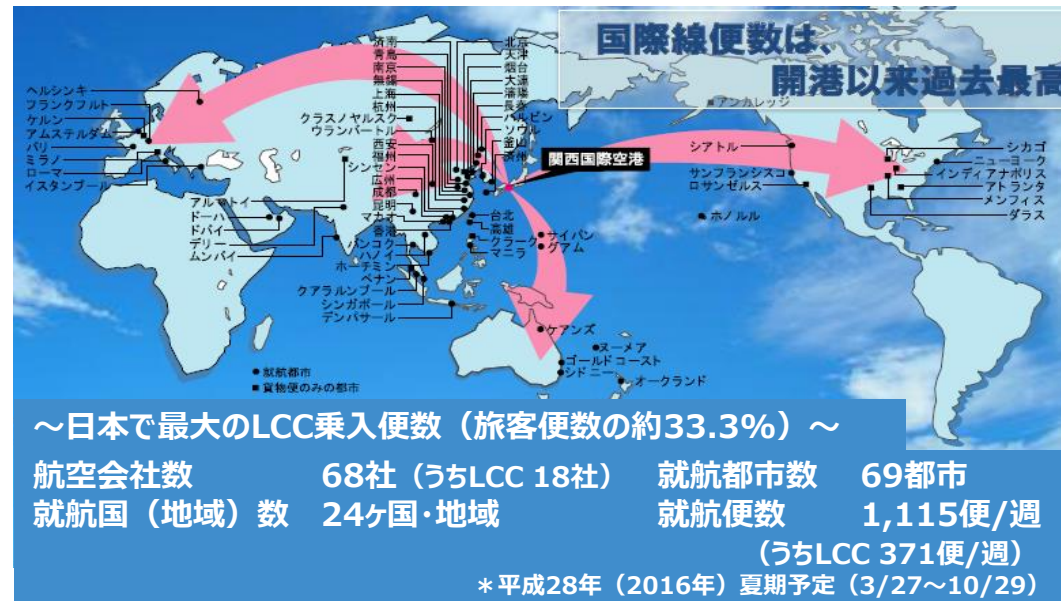 国際線便数は、
開港以来過去最高
ヘルシンキ
フランクフルト
ケルン
アムステルダム
パリ
ミラノ
ローマ
イスタンブール
アルマトイ
ドーハ
ドバイ
デリー
ムンバイ
済南
青島
南京
無錫
上海
杭州
クラスノヤルスク
ウランバートル
西安
福州
シンセン
広州
成都
昆明
マカオ
香港
バンコク
ハノイ
ホーチミン
ペナン
クアラルンプール
シンガポール
デンパサール
北京
天津
烟台
大連
瀋陽
長春
ハルビン
ソウル
釜山
済州
関西国際空港
台北
高雄
クラーク
マニラ
サイパン
グアム
ケアンズ
ヌーメア
ゴールドコースト
シドニー
オークランド
アンカレッジ
シアトル
サンフランシスコ
ロサンゼルス
ホノルル
シカゴ
ニューヨーク
インディアナポリス
アトランタ
メンフィス
ダラス
●就航都市
■貨物便のみの都市
～日本で最大のLCC乗入便数（旅客便数の約33.3%）～
航空会社数 68社（うちLCC 18社） 就航都市数 69都市
就航国（地域）数 24ヶ国・地域 就航便数 1,115便/週
（うちLCC 371便/週）
＊平成28年（2016年）夏期予定（3/27～10/29）